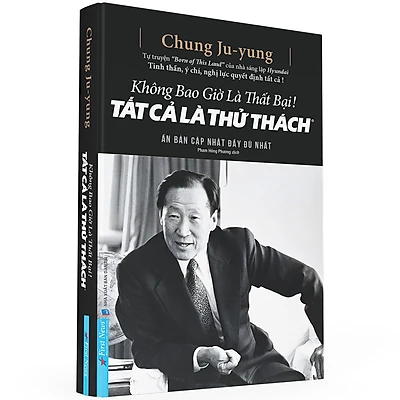 Chung Ju-yung
Tự truyện "Born of This Land" của nhà sáng lập Hyundai
Tinh thần, ý chí, nghị lực quyết định tất cả !
Không Bao Giờ Là Thất Bại!
TẤT CẢ LÀ THỬ THÁCH
ẤN BẢN CẬP NHẬT ĐẦY ĐỦ NHẤT
Phạm Hồng Phương dịch
First News
Chung Ju-yung
Không Bao Giờ Là Thất Bại!
TẤT CẢ LÀ THỬ THÁCH
First News